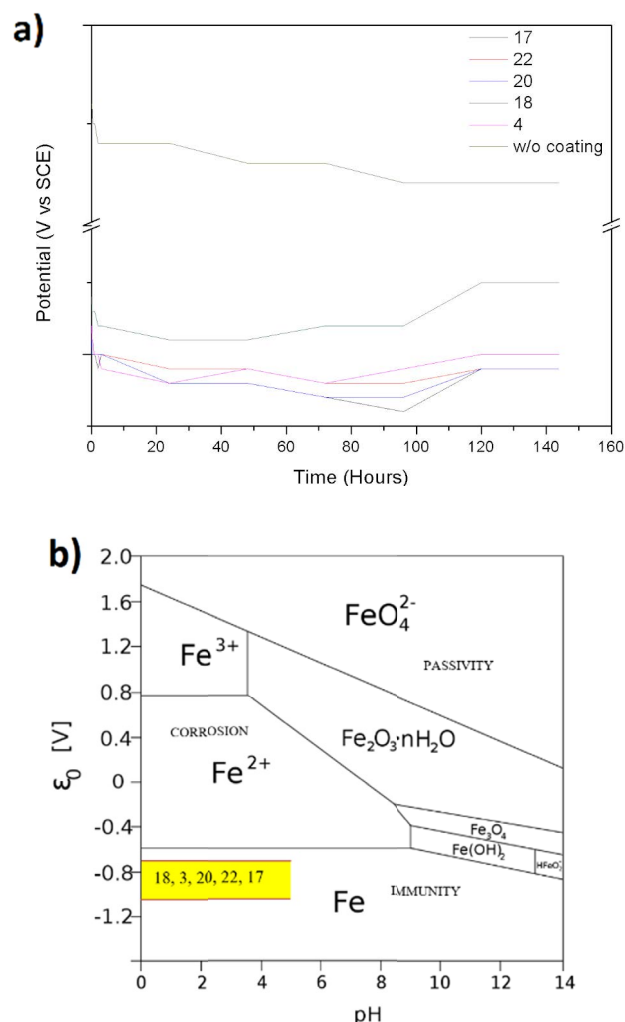 a)
Potential (V vs SCE)
17
22
20
18
4
w/o coating
0 20 40 60 80 100 120 140 160
Time (Hours)
b)
ε₀ [V]
2.0
1.6
1.2
0.8
0.4
0
-0.4
-0.8
-1.2
FeO₄²⁻
PASSIVITY
Fe³⁺
CORROSION
Fe²⁺
Fe₂O₃·nH₂O
Fe₃O₄
Fe(OH)₂
HFeO₂⁻
18, 3, 20, 22, 17
Fe
IMMUNITY
0 2 4 6 8 10 12 14
pH